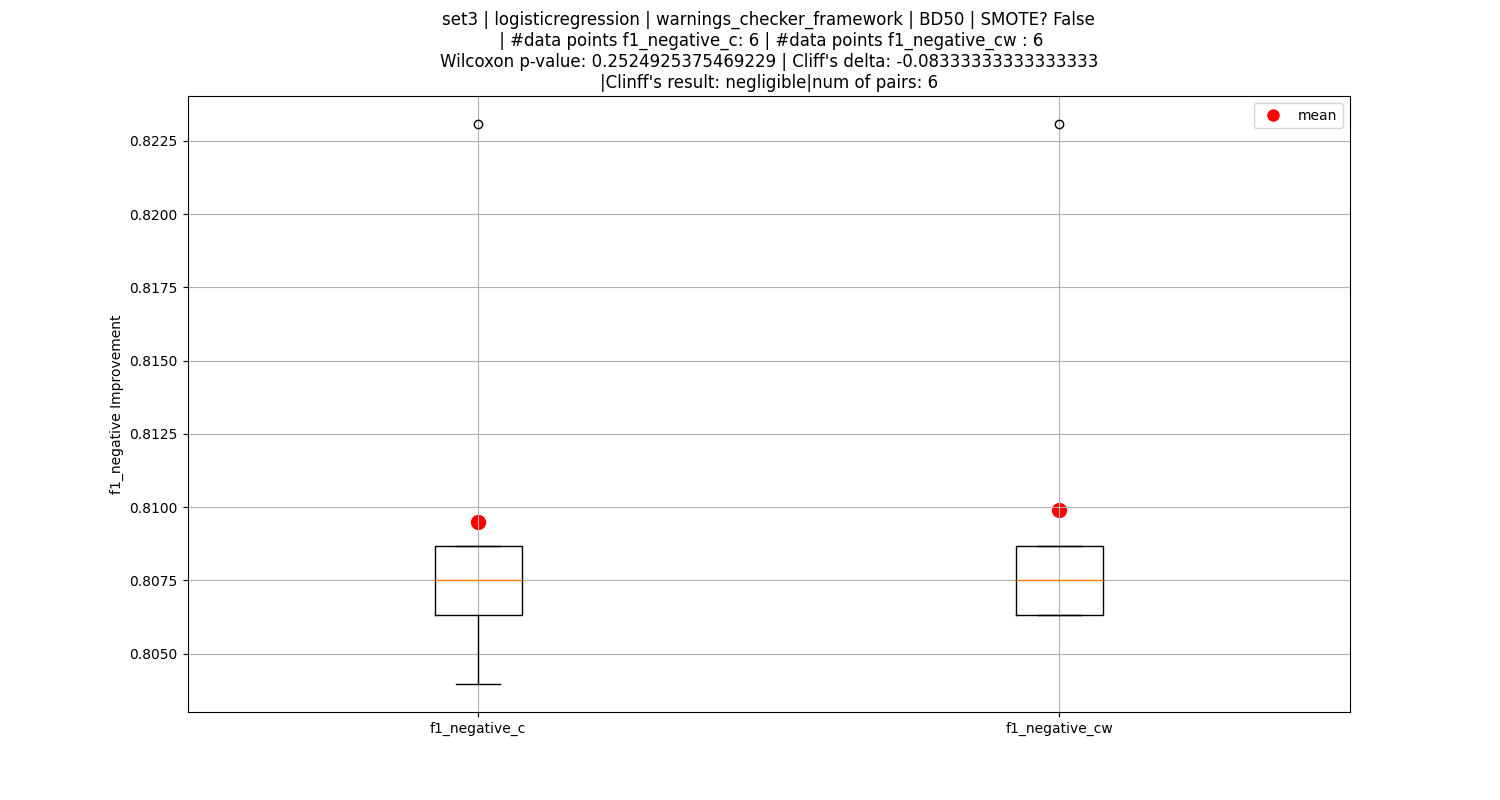 set3 | logisticregression | warnings_checker_framework | BD50 | SMOTE? False
| #data points f1_negative_c: 6 | #data points f1_negative_cw : 6
Wilcoxon p-value: 0.2524925375469229 | Cliff's delta: -0.08333333333333333
|Clinff's result: negligible|num of pairs: 6
mean
f1_negative Improvement
0.8225
0.8200
0.8175
0.8150
0.8125
0.8100
0.8075
0.8050
f1_negative_c
f1_negative_cw